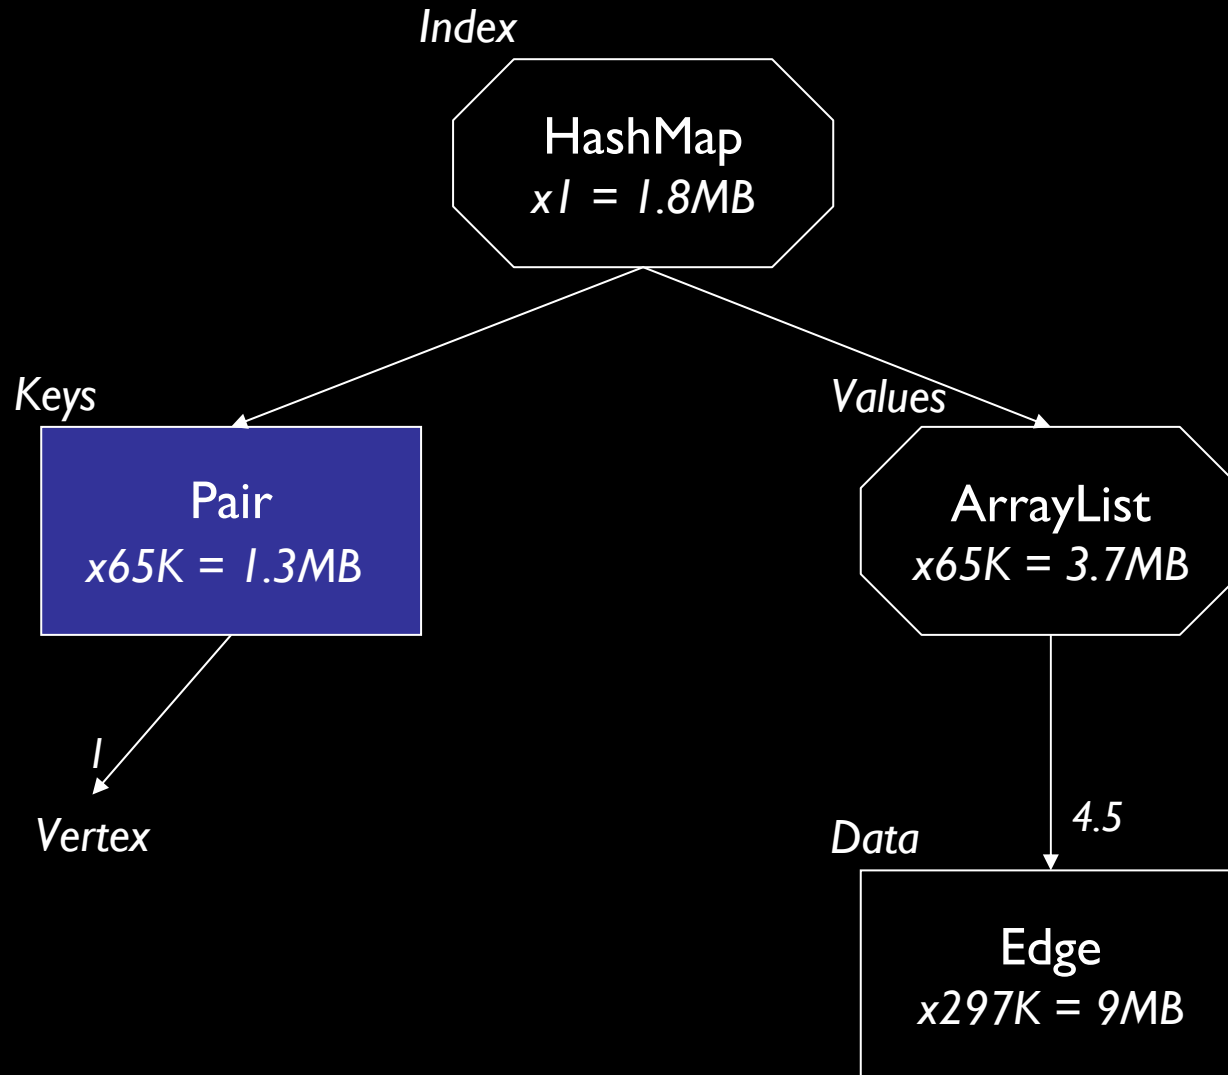 Index
HashMap
x1 = 1.8MB
Keys
Values
Pair
x65K = 1.3MB
ArrayList
x65K = 3.7MB
1
Vertex
4.5
Data
Edge
x297K = 9MB